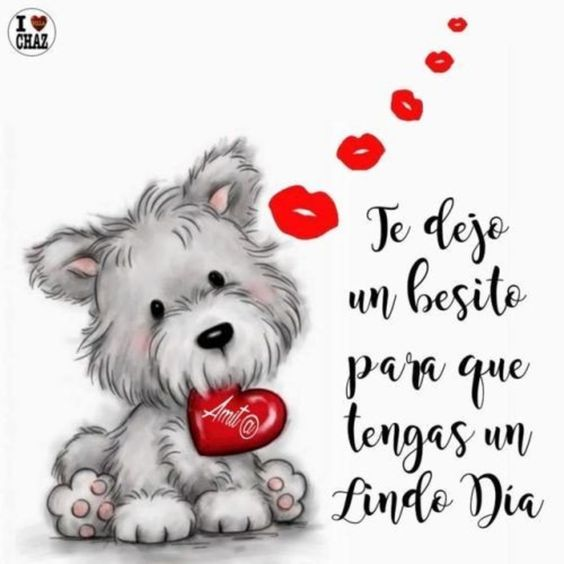 I
CHAZ
Te dejo
un besito
para que
Amit@
tengas un
Lindo Día